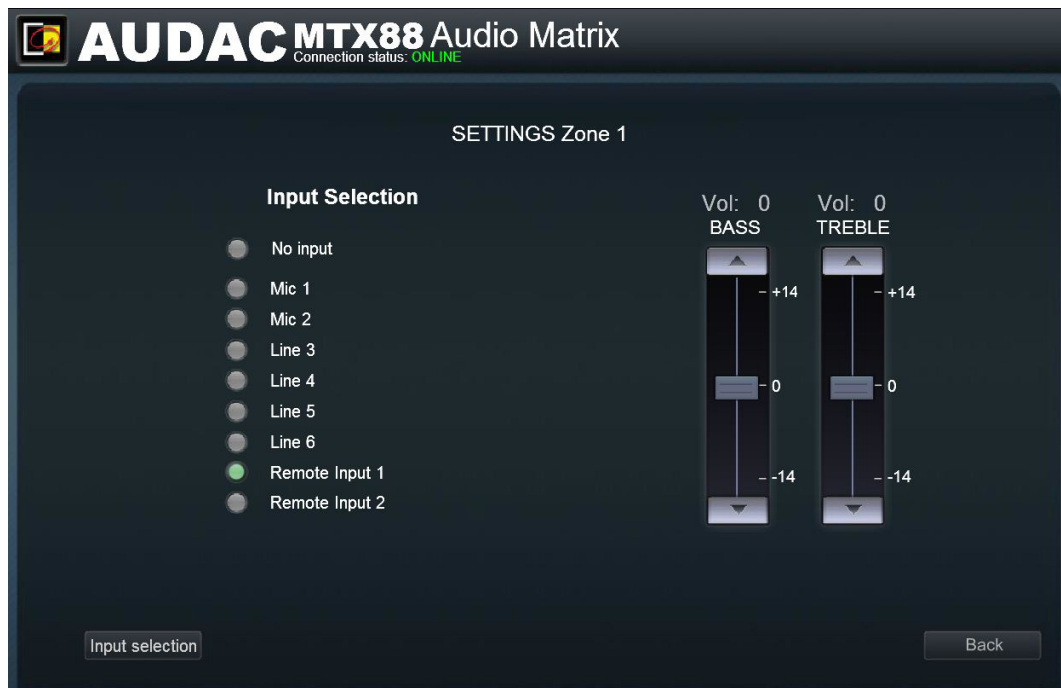 AUDAC MTX88 Audio Matrix
Connection status: ONLINE
SETTINGS Zone 1
Input Selection
No input
Mic 1
Mic 2
Line 3
Line 4
Line 5
Line 6
Remote Input 1
Remote Input 2
Vol: 0 Vol: 0
BASS TREBLE
+14 +14
0 0
-14 -14
Input selection Back